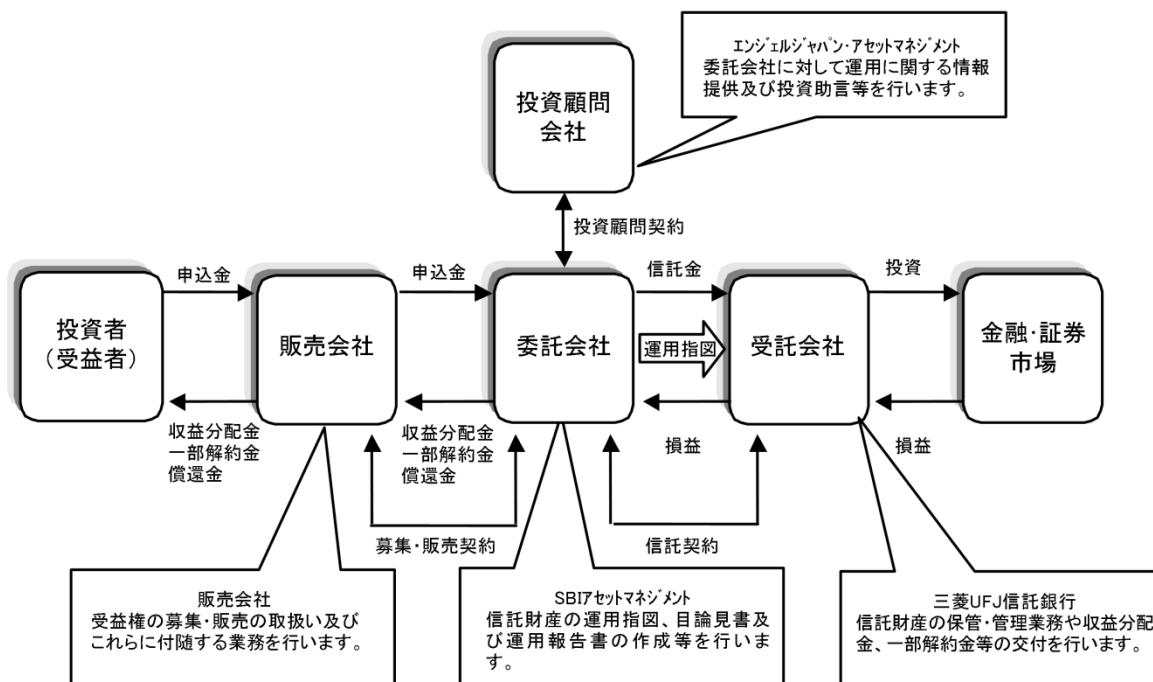 エンジェルジャパン・アセットマネジメント
委託会社に対して運用に関する情報
提供及び投資助言等を行います。
投資顧問
会社
投資顧問契約
申込金
申込金
信託金
投資
投資者
（受益者）
販売会社
委託会社
運用指図
受託会社
金融・証券
市場
収益分配金
一部解約金
償還金
収益分配金
一部解約金
償還金
損益
損益
募集・販売契約
信託契約
販売会社
受益権の募集・販売の取扱い及び
これらに付随する業務を行います。
SBIアセットマネジメント
信託財産の運用指図、目論見書及
び運用報告書の作成等を行いま
す。
三菱UFJ信託銀行
信託財産の保管・管理業務や収益分配
金、一部解約金等の交付を行います。